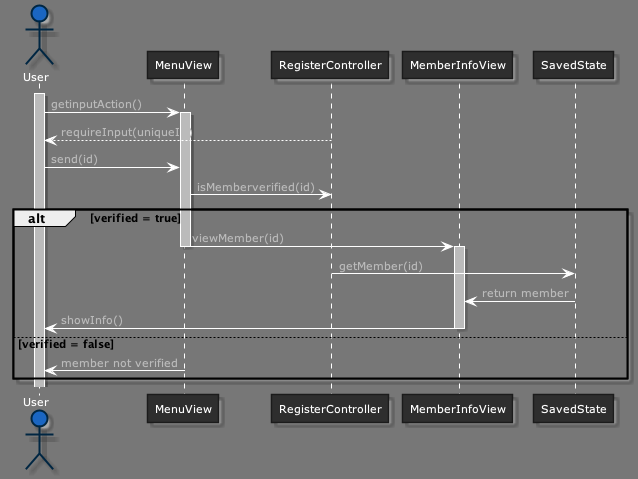 User
MenuView
RegisterController
MemberInfoView
SavedState
getinputAction()
requireInput(uniqueI
send(id)
isMemberverified(id)
alt
[verified = true]
viewMember(id)
getMember(id)
return member
showInfo()
[verified = false]
member not verified
User
MenuView
RegisterController
MemberInfoView
SavedState